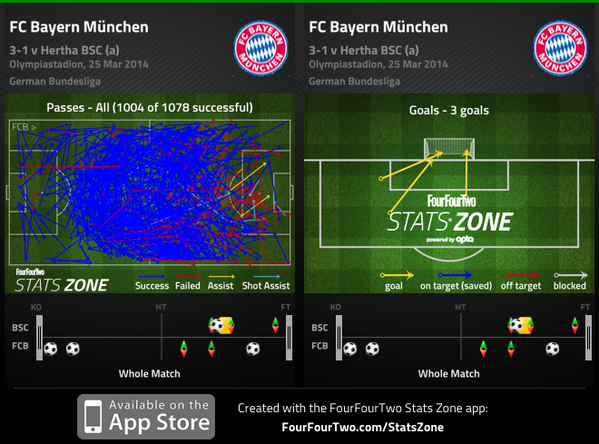 FC Bayern München
3-1 v Hertha BSC (a)
Olympiastadion, 25 Mar 2014
German Bundesliga
Passes - All (1004 of 1078 successful)
FCB >
FourFourTwo
STATS ZONE
Success Failed Assist Shot Assist
KO HT FT
BSC
FCB
Whole Match
FC Bayern München
3-1 v Hertha BSC (a)
Olympiastadion, 25 Mar 2014
German Bundesliga
FC BAYERN MÜNCHEN
Goals - 3 goals
FourFourTwo
STATS ZONE
powered by opta
goal on target (saved) off target blocked
KO HT FT
BSC
FCB
Whole Match
Available on the
App Store
Created with the FourFourTwo Stats Zone app:
FourFourTwo.com/StatsZone